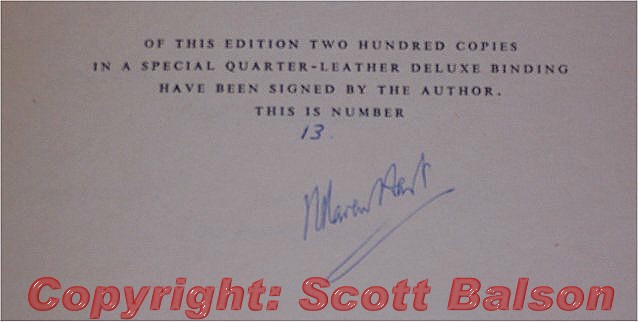 OF THIS EDITION TWO HUNDRED COPIES
IN A SPECIAL QUARTER-LEATHER DELUXE BINDING
HAVE BEEN SIGNED BY THE AUTHOR.
THIS IS NUMBER
13.
Copyright: Scott Balson